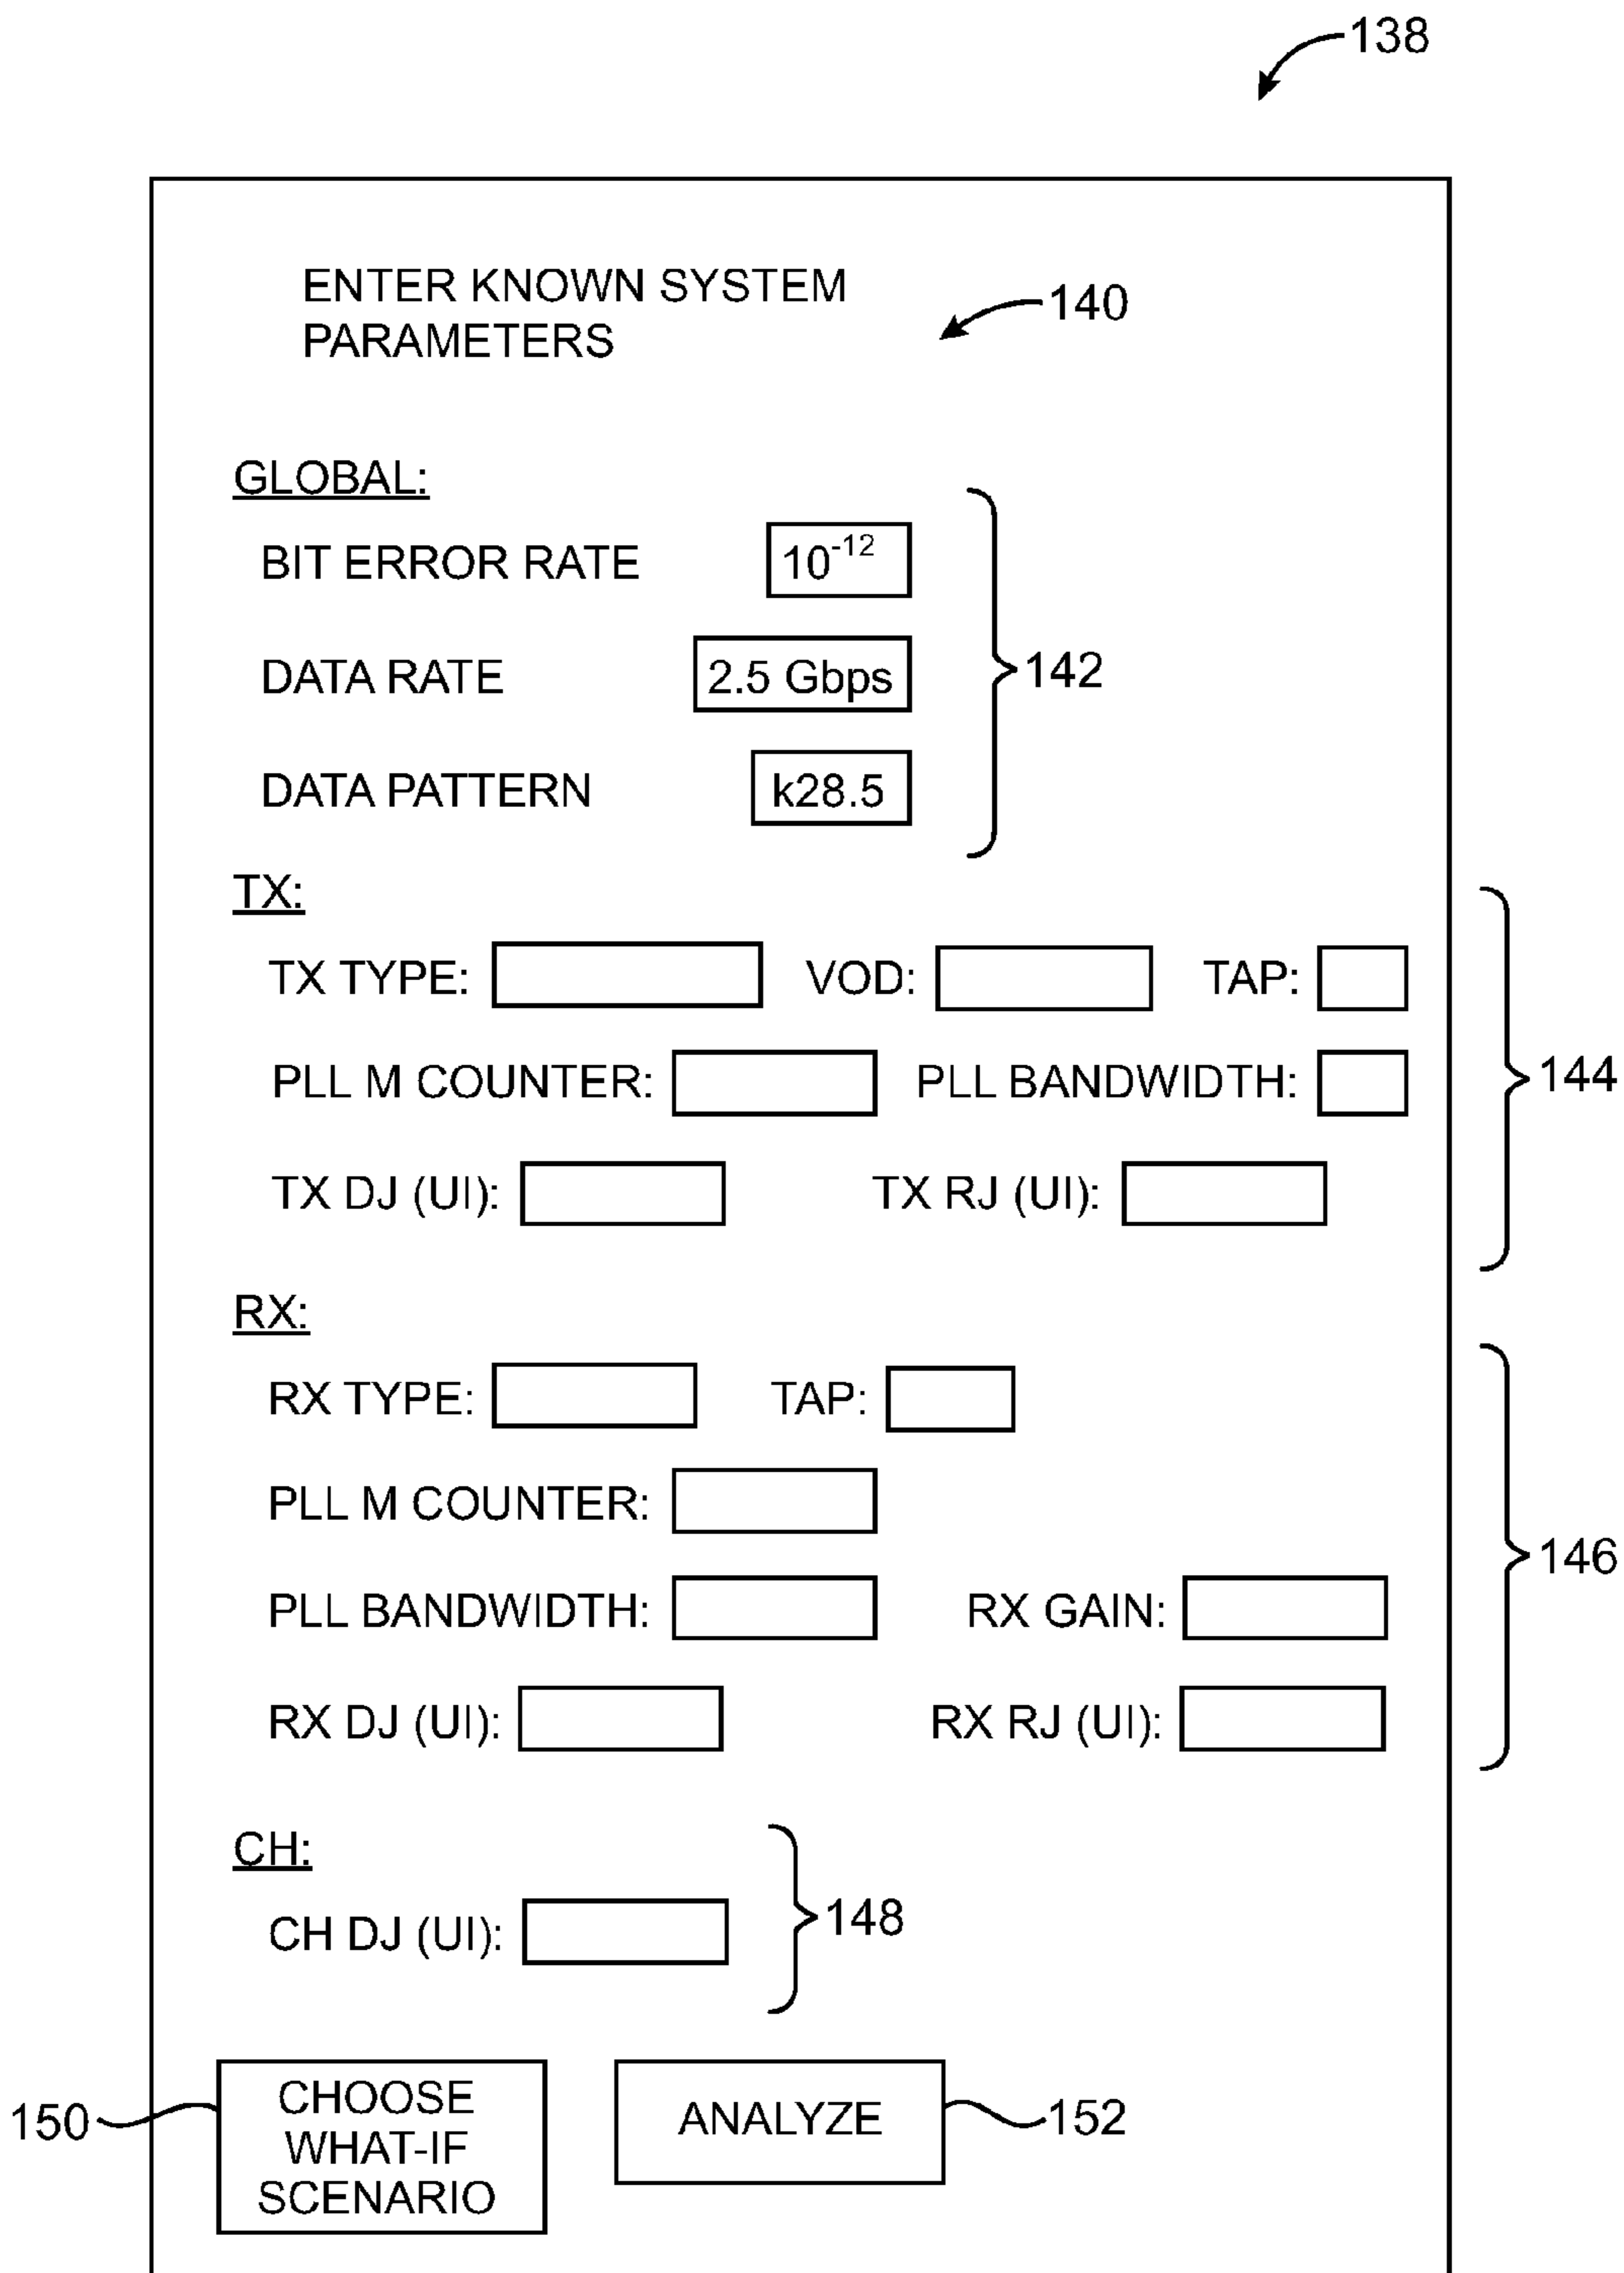 138
ENTER KNOWN SYSTEM
PARAMETERS
140
GLOBAL:
BIT ERROR RATE 10⁻¹²
DATA RATE 2.5 Gbps
DATA PATTERN k28.5
142
TX:
TX TYPE: VOD: TAP:
PLL M COUNTER: PLL BANDWIDTH:
144
TX DJ (UI): TX RJ (UI):
RX:
RX TYPE: TAP:
PLL M COUNTER:
146
PLL BANDWIDTH: RX GAIN:
RX DJ (UI): RX RJ (UI):
CH:
CH DJ (UI):
148
150
CHOOSE
WHAT-IF
SCENARIO
ANALYZE
152